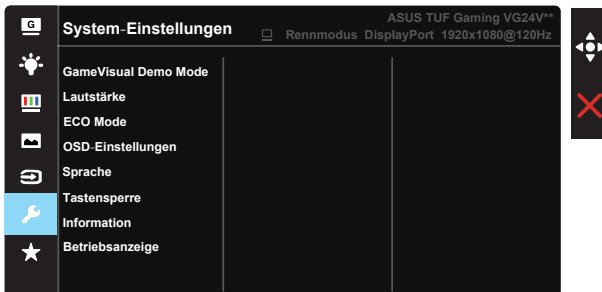 G
System-Einstellungen
ASUS TUF Gaming VG24V**
Rennmodus DisplayPort 1920x1080@120Hz
GameVisual Demo Mode
Lautstärke
ECO Mode
OSD-Einstellungen
Sprache
Tastensperre
Information
Betriebsanzeige